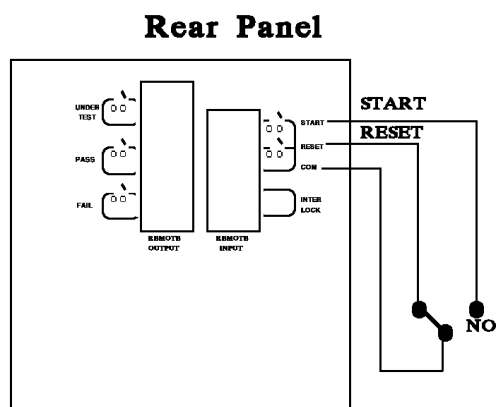 Rear Panel
UNDER
TEST
PASS
FAIL
REMOTE
OUTPUT
REMOTE
INPUT
START
RESET
COM
INTER
LOCK
START
RESET
NO